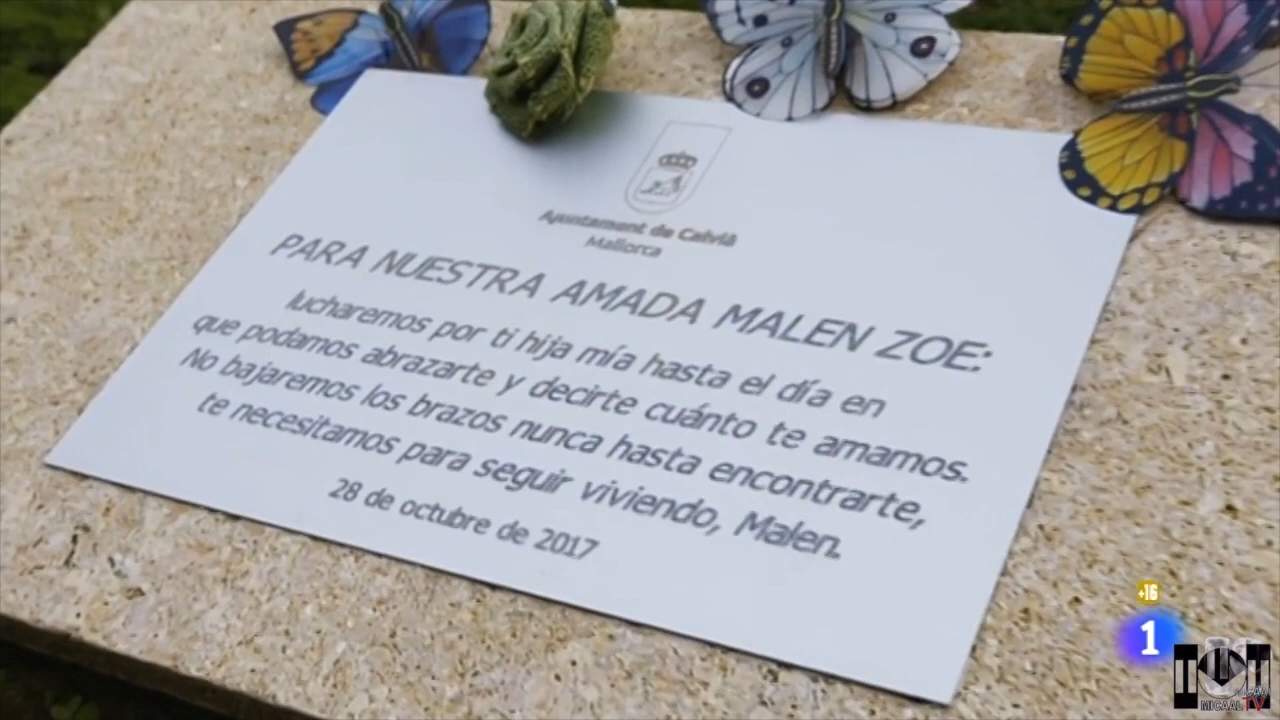 Ajuntament de Calvià
Mallorca
PARA NUESTRA AMADA MALEN ZOE:
lucharemos por ti hija mía hasta el día en
que podamos abrazarte y decirte cuánto te amamos.
No bajaremos los brazos nunca hasta encontrarte,
te necesitamos para seguir viviendo, Malen.
28 de octubre de 2017
+16
1
MICAAL TV